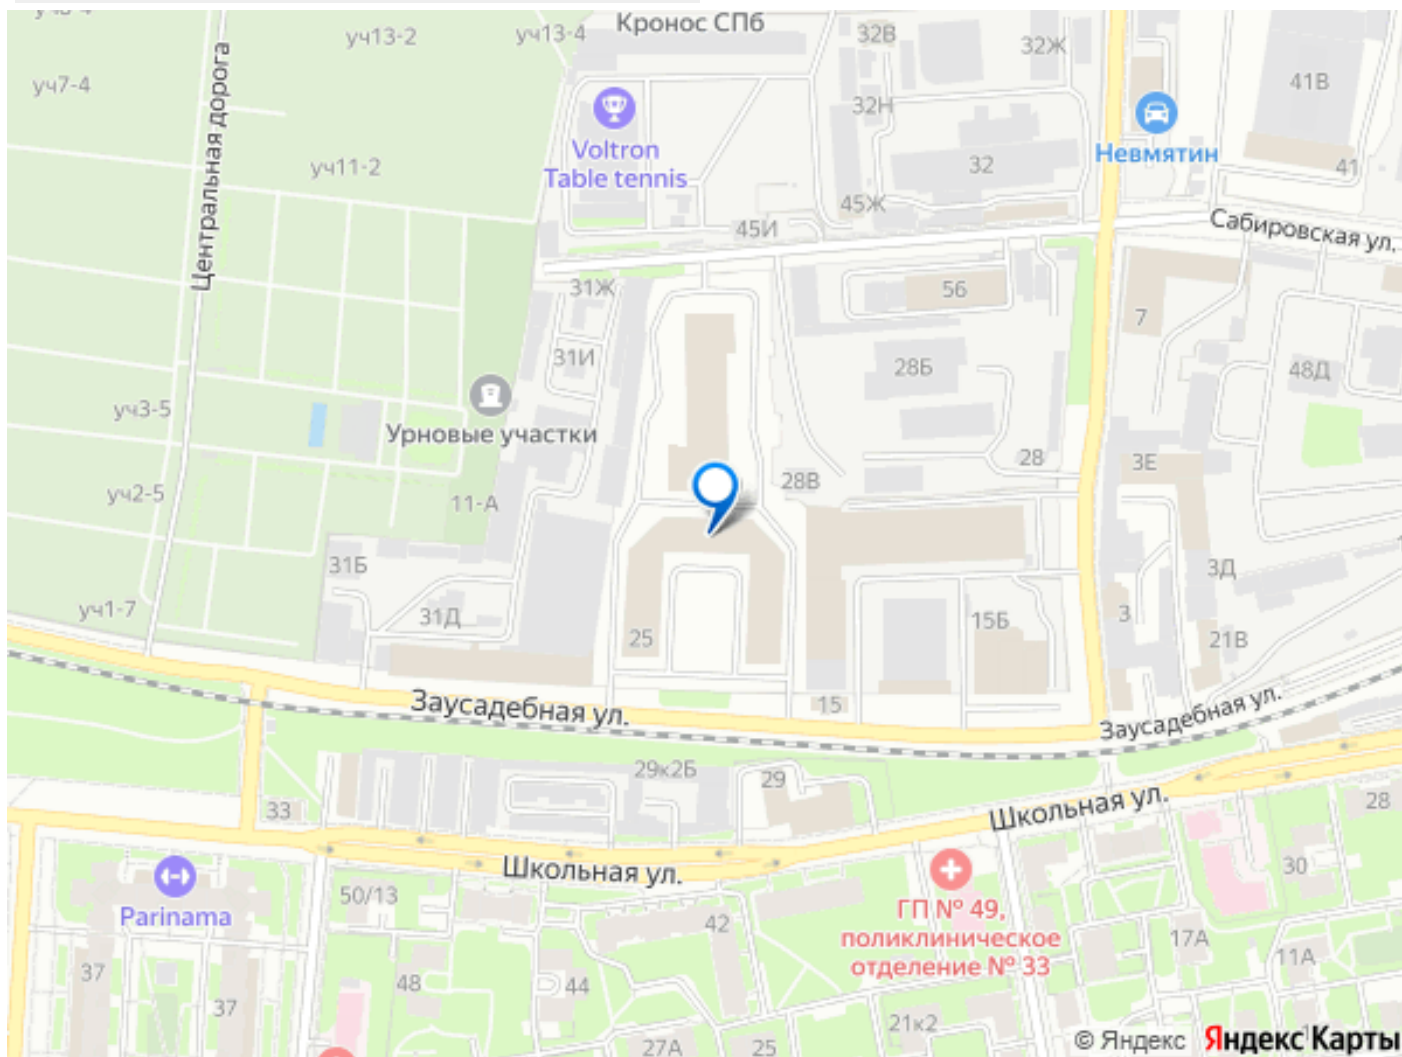 Кронос СПб
уч13-2
уч13-4
32В
32Ж
уч7-4
41В
32Н
Центральная дорога
Voltron
Table tennis
Невмятин
уч11-2
32
41
45Ж
45И
Сабировская ул.
31Ж
56
7
31И
28Б
48Д
уч3-5
Урновые участки
28
3Е
28В
уч2-5
11-А
31Б
3Д
уч1-7
31Д
25
15Б
3
21В
Заусадебная ул.
15
Заусадебная ул.
29к2Б
29
33
Школьная ул.
28
Школьная ул.
30
Parinama
50/13
42
ГП № 49,
поликлиническое
отделение № 33
17А
11А
37
48
44
37
21к2
27А
25
© Яндекс Яндекс Карты